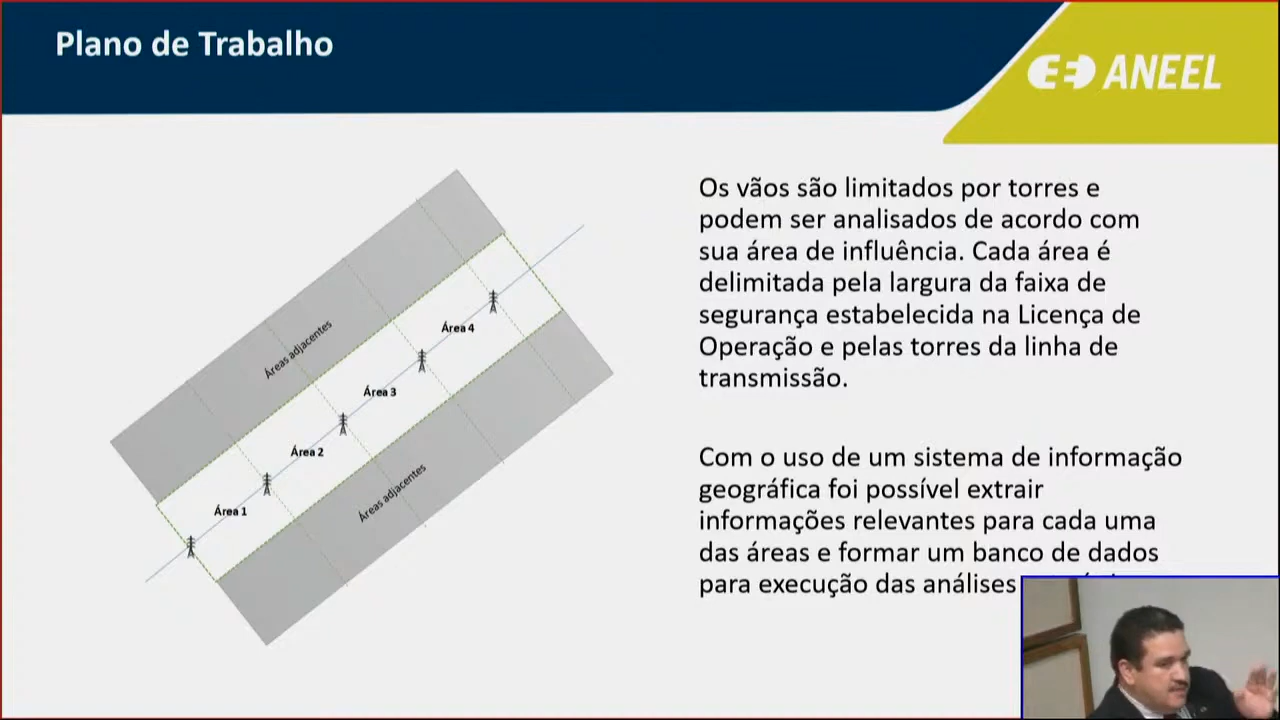 Plano de Trabalho
ANEEL
Os vãos são limitados por torres e
podem ser analisados de acordo com
sua área de influência. Cada área é
delimitada pela largura da faixa de
segurança estabelecida na Licença de
Operação e pelas torres da linha de
transmissão.
Com o uso de um sistema de informação
geográfica foi possível extrair
informações relevantes para cada uma
das áreas e formar um banco de dados
para execução das análises
Áreas adjacentes
Área 4
Área 3
Área 2
Área 1
Áreas adjacentes